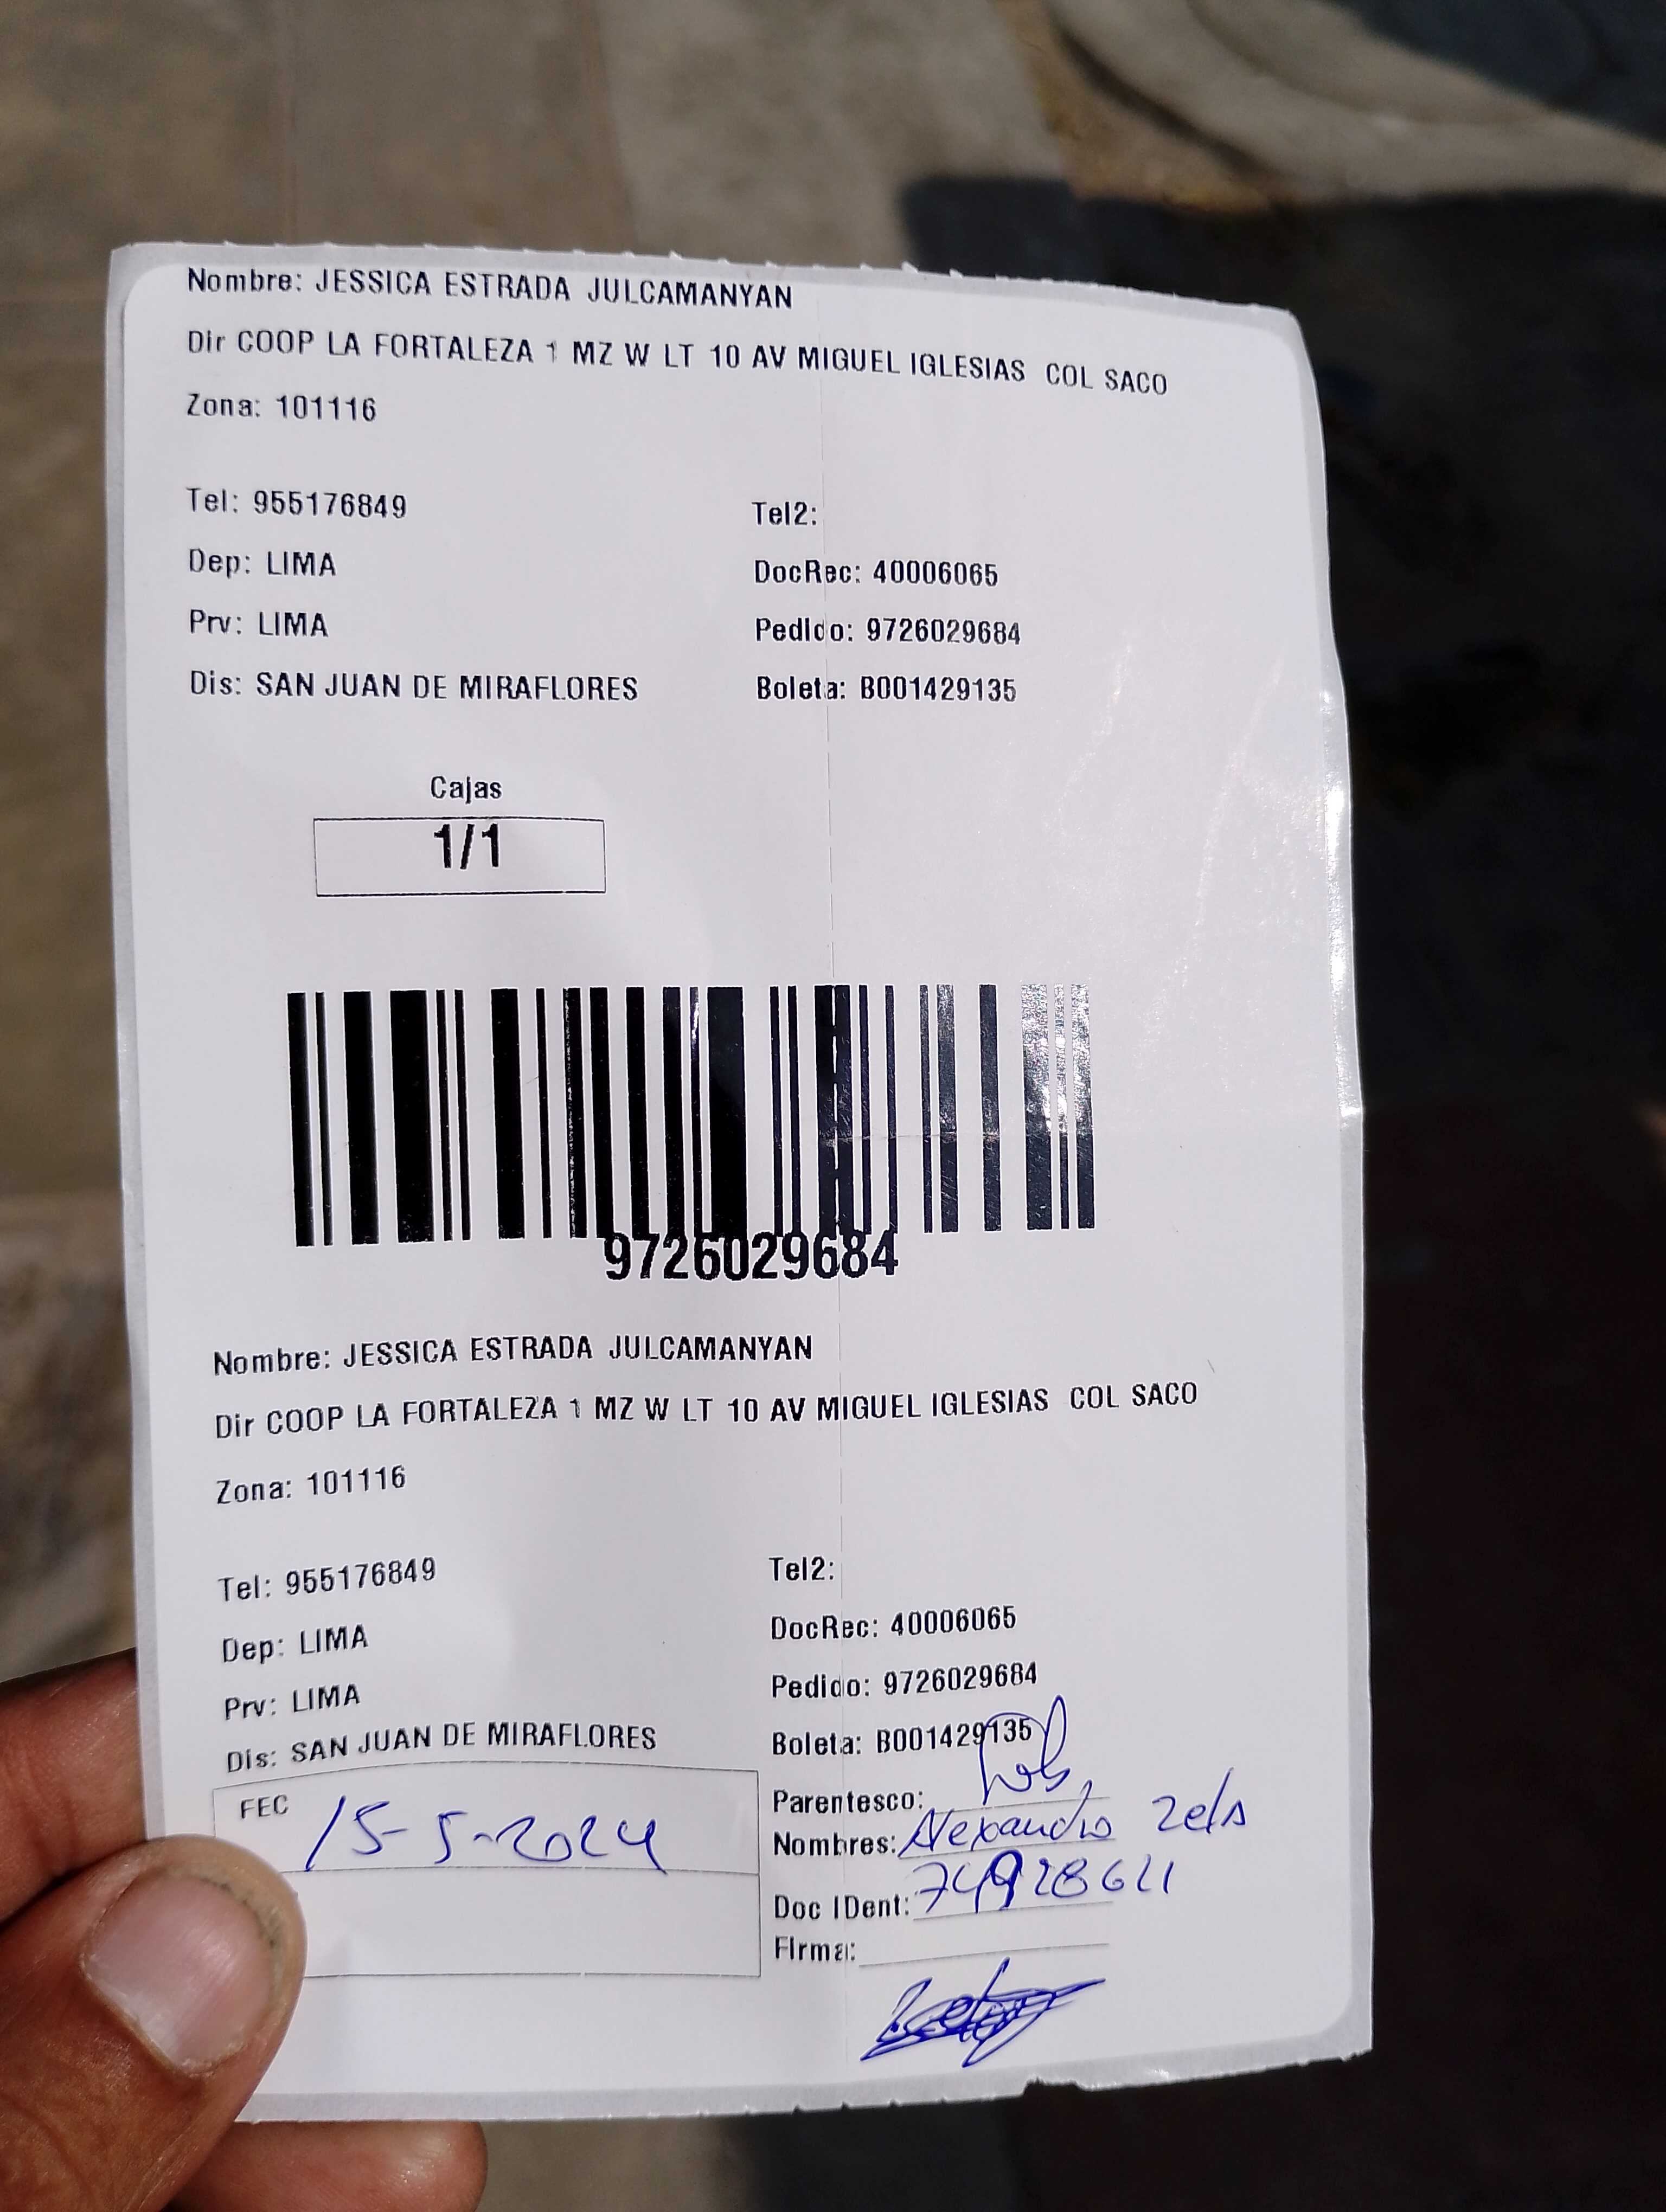 Nombre: JESSICA ESTRADA JULCAMANYAN
Dir COOP LA FORTALEZA 1 MZ W LT 10 AV MIGUEL IGLESIAS COL SACO
Zona: 101116
Tel: 955176849 Tel2:
Dep: LIMA DocRec: 40006065
Prv: LIMA Pedido: 9726029684
Dis: SAN JUAN DE MIRAFLORES Boleta: B001429135
Cajas
1/1
9726029684
Nombre: JESSICA ESTRADA JULCAMANYAN
Dir COOP LA FORTALEZA 1 MZ W LT 10 AV MIGUEL IGLESIAS COL SACO
Zona: 101116
Tel: 955176849 Tel2:
Dep: LIMA DocRec: 40006065
Prv: LIMA Pedido: 9726029684
Dis: SAN JUAN DE MIRAFLORES Boleta: B001429135
FEC 15-5-2024 Parentesco:
Nombres: Alexandro
Doc IDent:
Firma: